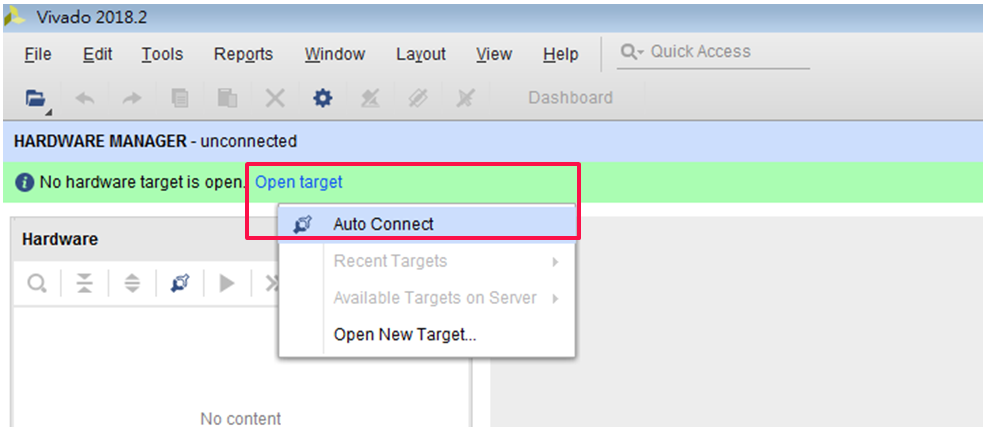 Vivado 2018.2
File Edit Tools Reports Window Layout View Help Quick Access
Dashboard
HARDWARE MANAGER - unconnected
No hardware target is open. Open target
Auto Connect
Hardware
Recent Targets
Available Targets on Server
Open New Target...
No content